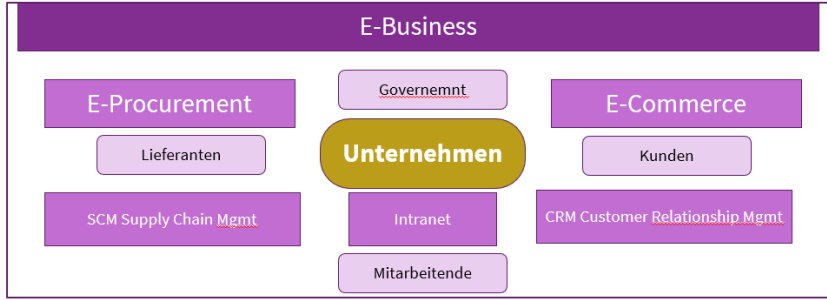 E-Business
Governemnt
E-Procurement
E-Commerce
Lieferanten
Unternehmen
Kunden
SCM Supply Chain Mgmt
Intranet
CRM Customer Relationship Mgmt
Mitarbeitende